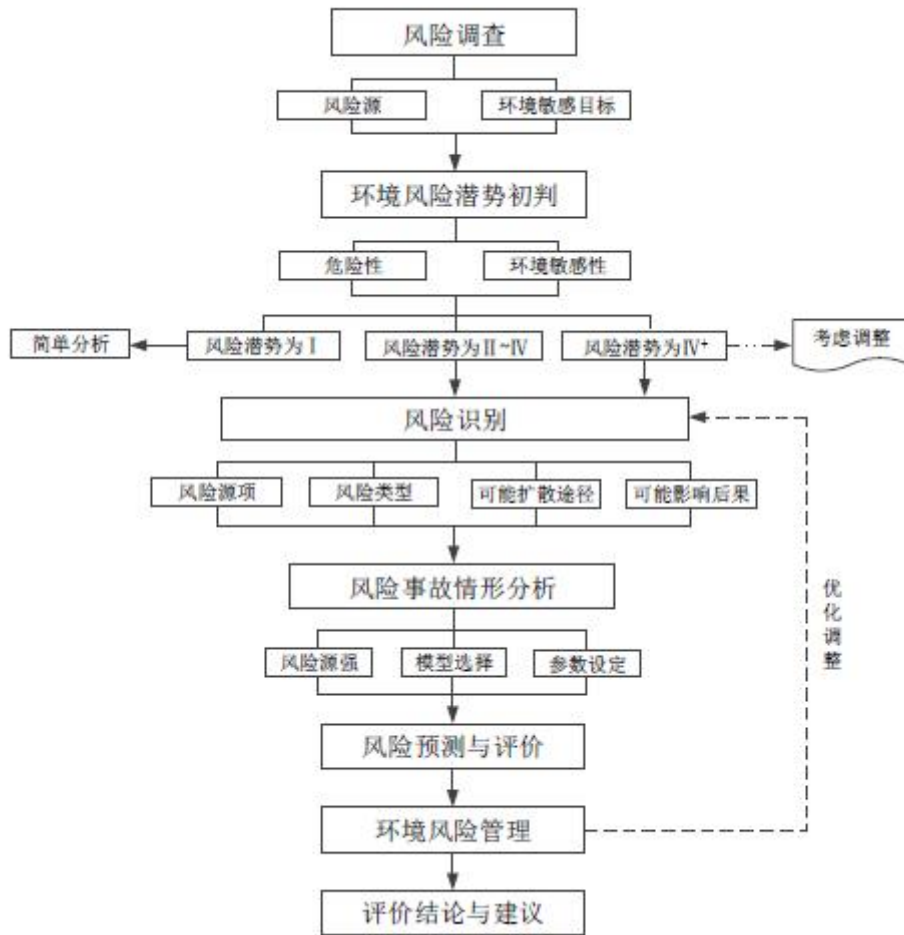 风险调查
风险源
环境敏感目标
环境风险潜势初判
危险性
环境敏感性
简单分析
风险潜势为Ⅰ
风险潜势为Ⅱ~Ⅳ
风险潜势为Ⅳ+
考虑调整
风险识别
风险源项
风险类型
可能扩散途径
可能影响后果
风险事故情形分析
优化调整
风险源强
模型选择
参数设定
风险预测与评价
环境风险管理
评价结论与建议